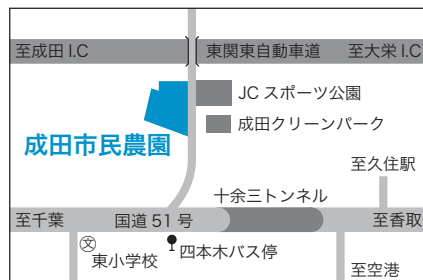 至成田 I.C
東関東自動車道
至大栄 I.C
JC スポーツ公園
成田クリーンパーク
成田市民農園
至久住駅
十余三トンネル
至千葉
国道 51 号
至香取
文
東小学校
四本木バス停
至空港